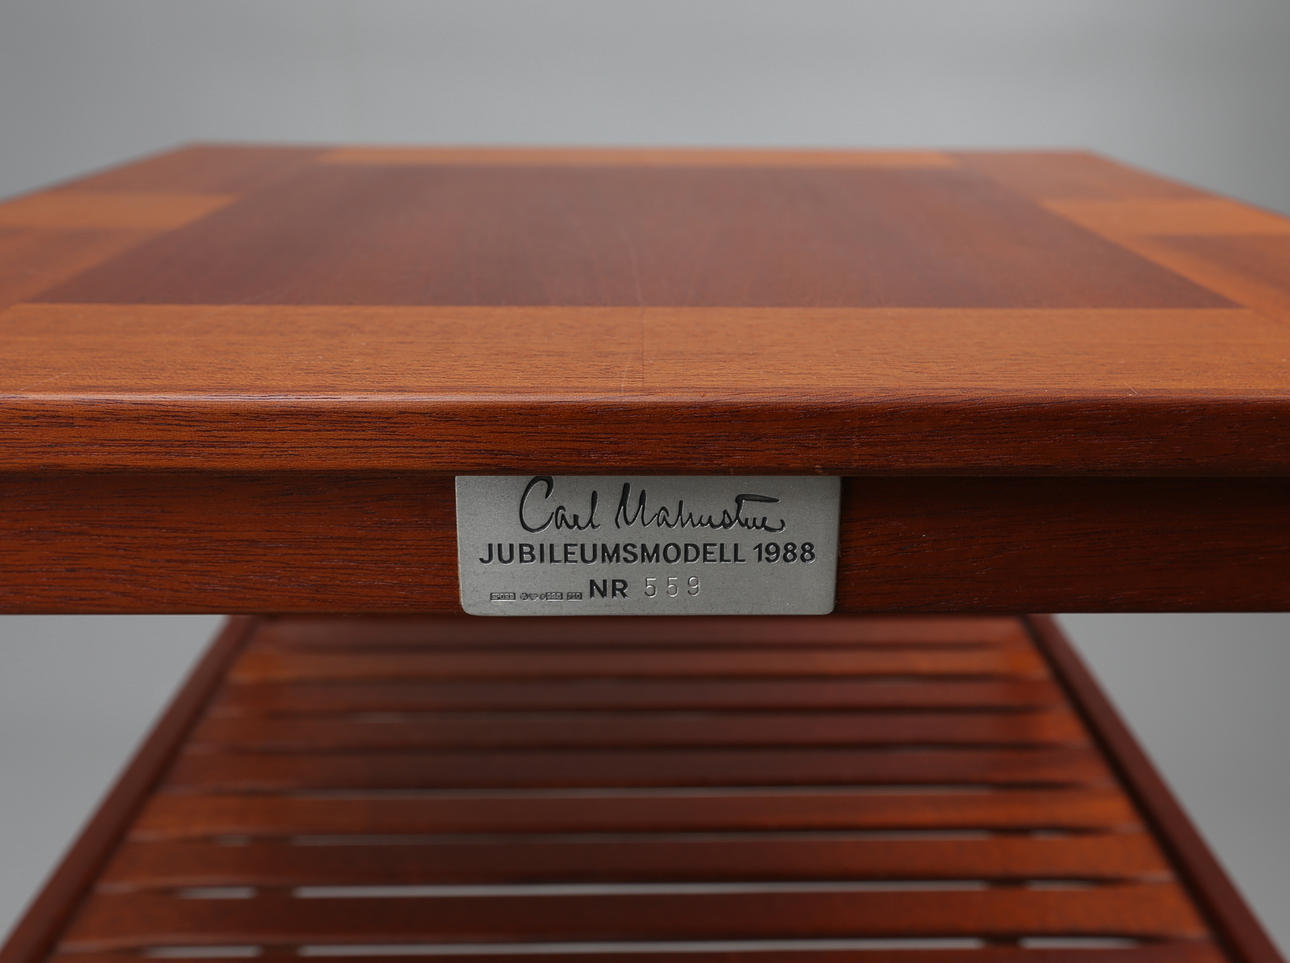 Carl Malmsten
JUBILEUMSMODELL 1988
NR 559